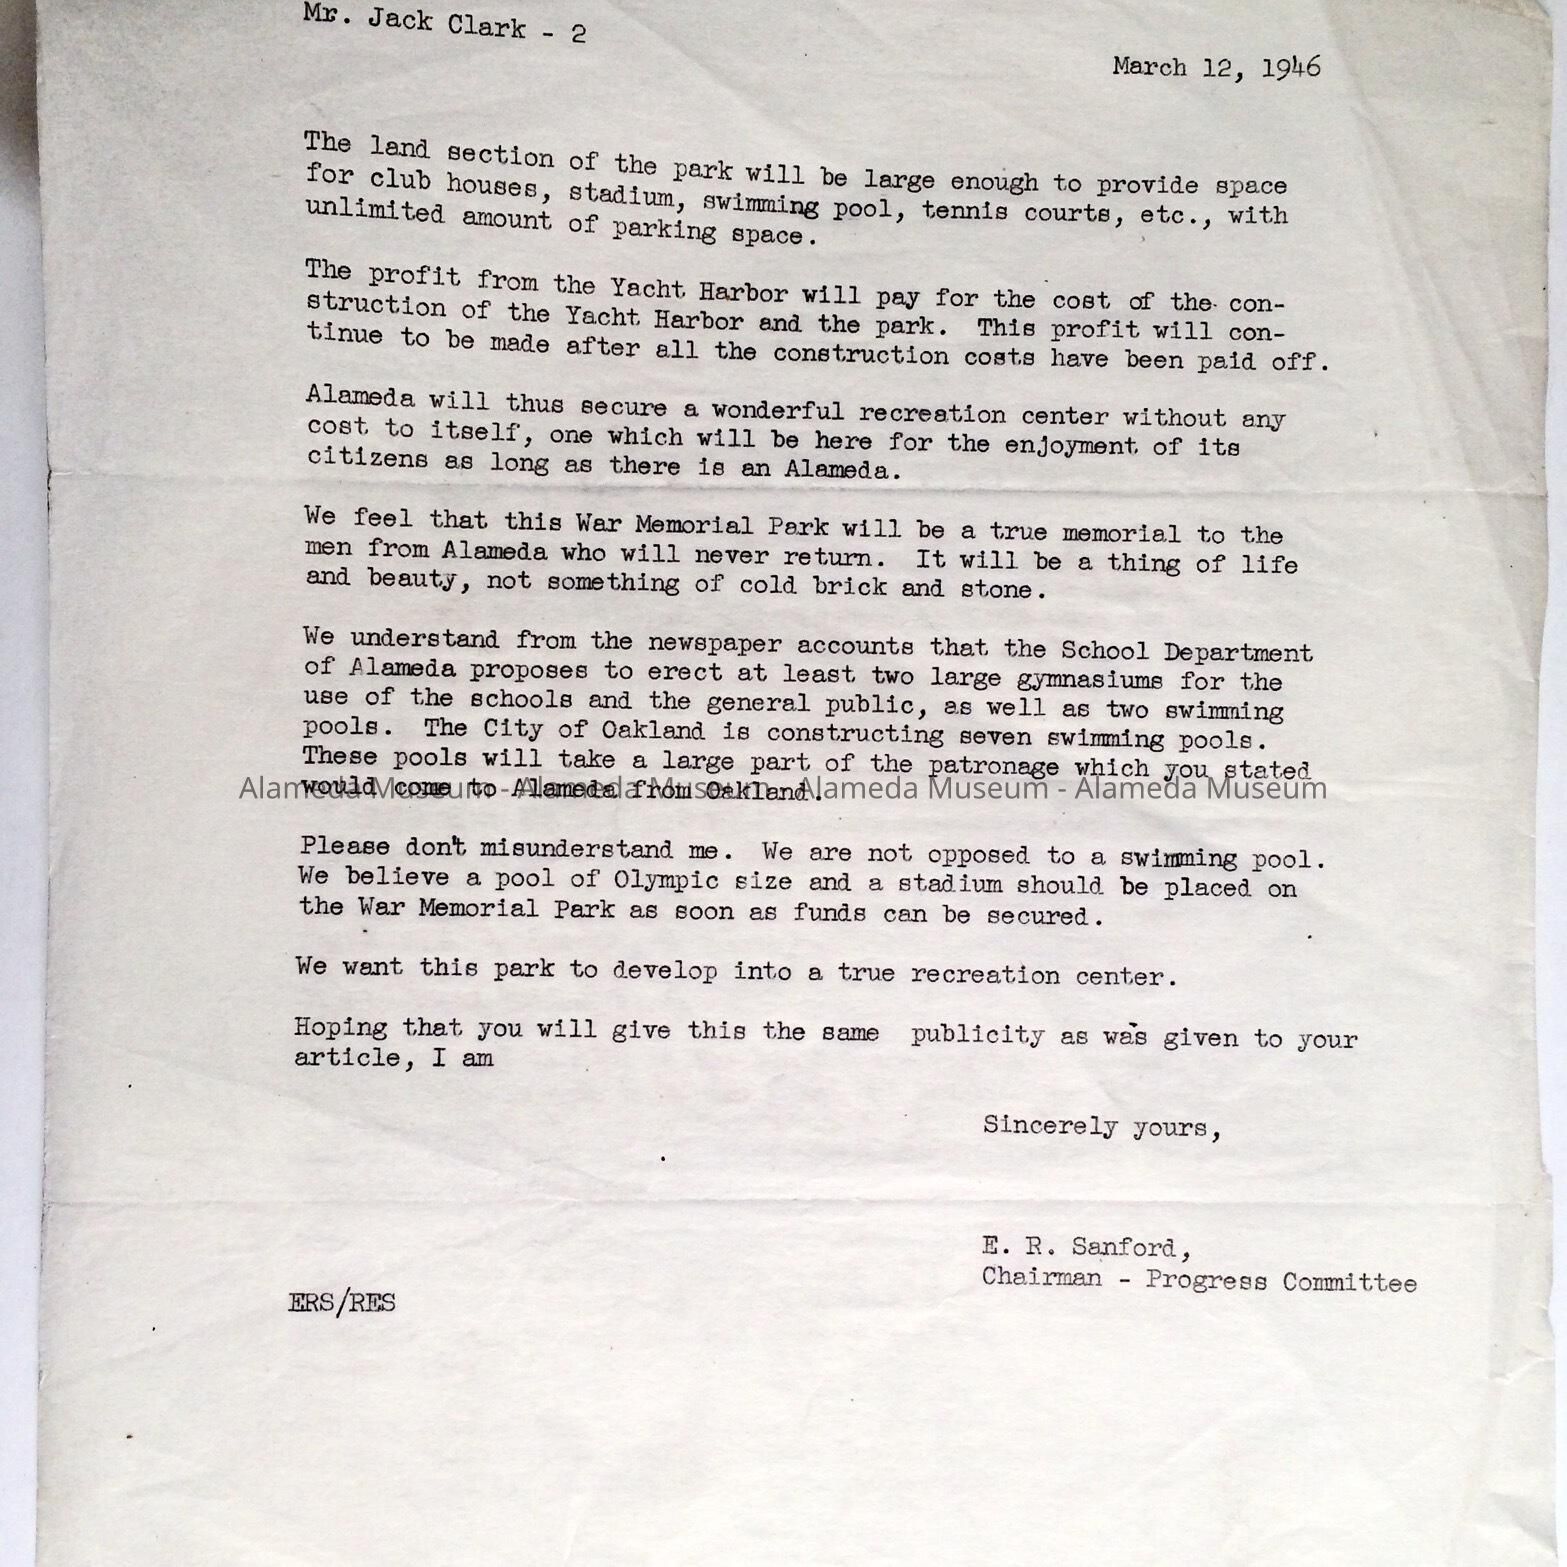 Mr. Jack Clark - 2
March 12, 1946
The land section of the park will be large enough to provide space
for club houses, stadium, swimming pool, tennis courts, etc., with
unlimited amount of parking space.
The profit from the Yacht Harbor will pay for the cost of the con-
struction of the Yacht Harbor and the park. This profit will con-
tinue to be made after all the construction costs have been paid off.
Alameda will thus secure a wonderful recreation center without any
cost to itself, one which will be here for the enjoyment of its
citizens as long as there is an Alameda.
We feel that this War Memorial Park will be a true memorial to the
men from Alameda who will never return. It will be a thing of life
and beauty, not something of cold brick and stone.
We understand from the newspaper accounts that the School Department
of Alameda proposes to erect at least two large gymnasiums for the
use of the schools and the general public, as well as two swimming
pools. The City of Oakland is constructing seven swimming pools.
These pools will take a large part of the patronage which you stated
would come to Alameda from Oakland.
Alameda Museum - Alameda Museum - Alameda Museum - Alameda Museum
Please don't misunderstand me. We are not opposed to a swimming pool.
We believe a pool of Olympic size and a stadium should be placed on
the War Memorial Park as soon as funds can be secured.
We want this park to develop into a true recreation center.
Hoping that you will give this the same publicity as was given to your
article, I am
Sincerely yours,
E. R. Sanford,
Chairman - Progress Committee
ERS/RES